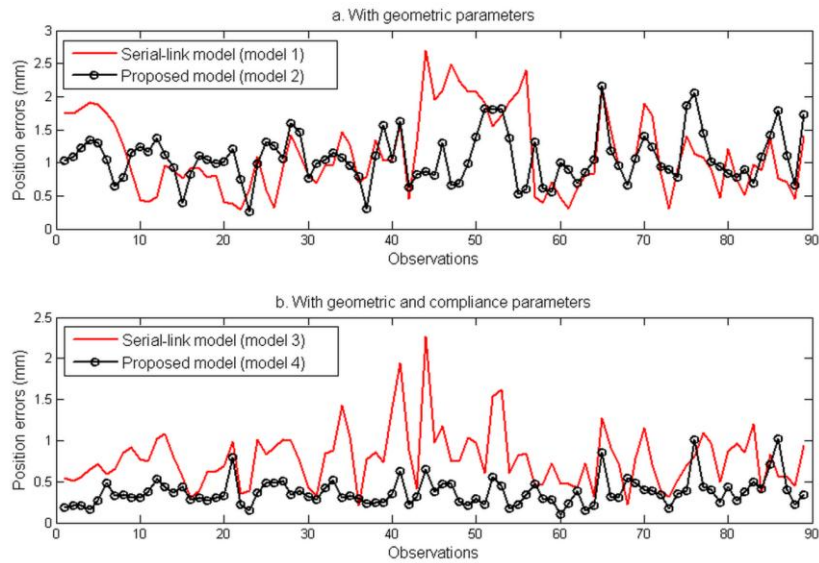 a. With geometric parameters
3
2.5
2
1.5
1
0.5
0
Position errors (mm)
Serial-link model (model 1)
Proposed model (model 2)
0 10 20 30 40 50 60 70 80 90
Observations
b. With geometric and compliance parameters
2.5
2
1.5
1
0.5
0
Position errors (mm)
Serial-link model (model 3)
Proposed model (model 4)
0 10 20 30 40 50 60 70 80 90
Observations